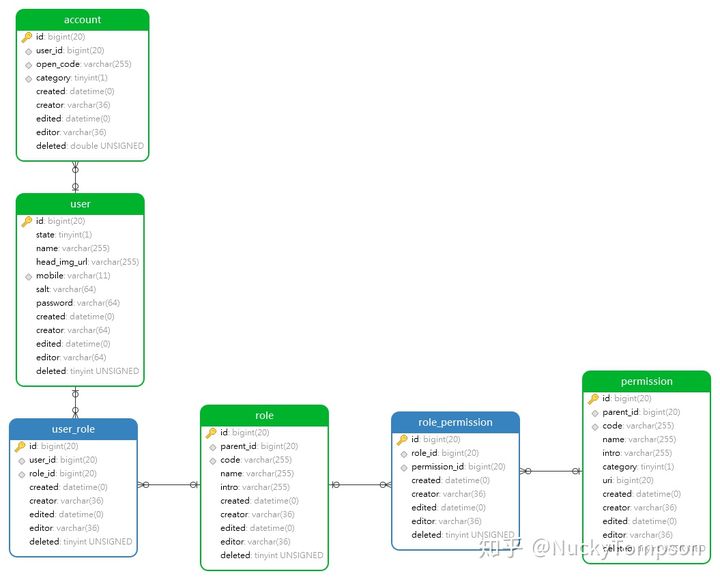 account
id: bigint(20)
user_id: bigint(20)
open_code: varchar(255)
category: tinyint(1)
created: datetime(0)
creator: varchar(36)
edited: datetime(0)
editor: varchar(36)
deleted: double UNSIGNED
user
id: bigint(20)
state: tinyint(1)
name: varchar(255)
head_img_url: varchar(255)
mobile: varchar(11)
salt: varchar(64)
password: varchar(64)
created: datetime(0)
creator: varchar(64)
edited: datetime(0)
editor: varchar(64)
deleted: tinyint UNSIGNED
user_role
id: bigint(20)
user_id: bigint(20)
role_id: bigint(20)
created: datetime(0)
creator: varchar(36)
edited: datetime(0)
editor: varchar(36)
deleted: tinyint UNSIGNED
role
id: bigint(20)
parent_id: bigint(20)
code: varchar(255)
name: varchar(255)
intro: varchar(255)
created: datetime(0)
creator: varchar(36)
edited: datetime(0)
editor: varchar(36)
deleted: tinyint UNSIGNED
role_permission
id: bigint(20)
role_id: bigint(20)
permission_id: bigint(20)
created: datetime(0)
creator: varchar(36)
edited: datetime(0)
editor: varchar(36)
deleted: tinyint UNSIGNED
permission
id: bigint(20)
parent_id: bigint(20)
code: varchar(255)
name: varchar(255)
intro: varchar(255)
category: tinyint(1)
uri: bigint(20)
created: datetime(0)
creator: varchar(36)
edited: datetime(0)
editor: varchar(36)
知乎 @NuckyTompson